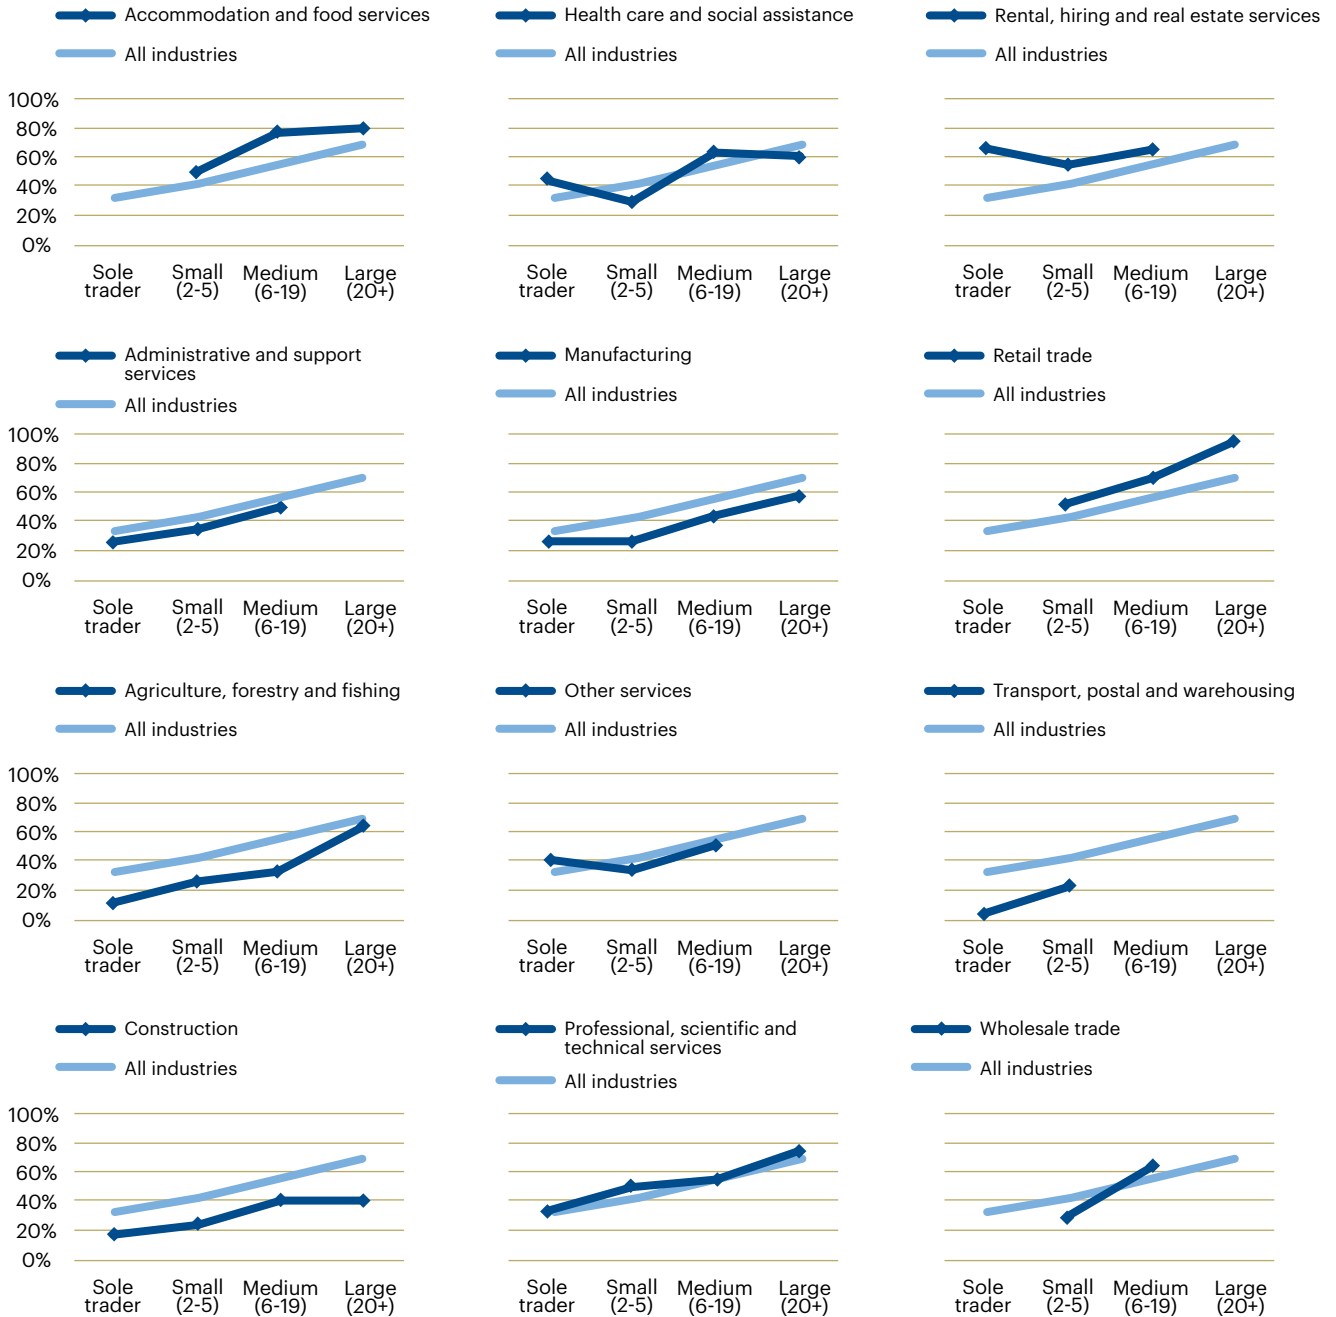 Accommodation and food services
All industries
Health care and social assistance
All industries
Rental, hiring and real estate services
All industries
100%
80%
60%
40%
20%
0%
Sole
trader
Small
(2-5)
Medium
(6-19)
Large
(20+)
Sole
trader
Small
(2-5)
Medium
(6-19)
Large
(20+)
Sole
trader
Small
(2-5)
Medium
(6-19)
Large
(20+)
Administrative and support
services
All industries
Manufacturing
All industries
Retail trade
All industries
100%
80%
60%
40%
20%
0%
Sole
trader
Small
(2-5)
Medium
(6-19)
Large
(20+)
Sole
trader
Small
(2-5)
Medium
(6-19)
Large
(20+)
Sole
trader
Small
(2-5)
Medium
(6-19)
Large
(20+)
Agriculture, forestry and fishing
All industries
Other services
All industries
Transport, postal and warehousing
All industries
100%
80%
60%
40%
20%
0%
Sole
trader
Small
(2-5)
Medium
(6-19)
Large
(20+)
Sole
trader
Small
(2-5)
Medium
(6-19)
Large
(20+)
Sole
trader
Small
(2-5)
Medium
(6-19)
Large
(20+)
Construction
All industries
Professional, scientific and
technical services
All industries
Wholesale trade
All industries
100%
80%
60%
40%
20%
0%
Sole
trader
Small
(2-5)
Medium
(6-19)
Large
(20+)
Sole
trader
Small
(2-5)
Medium
(6-19)
Large
(20+)
Sole
trader
Small
(2-5)
Medium
(6-19)
Large
(20+)